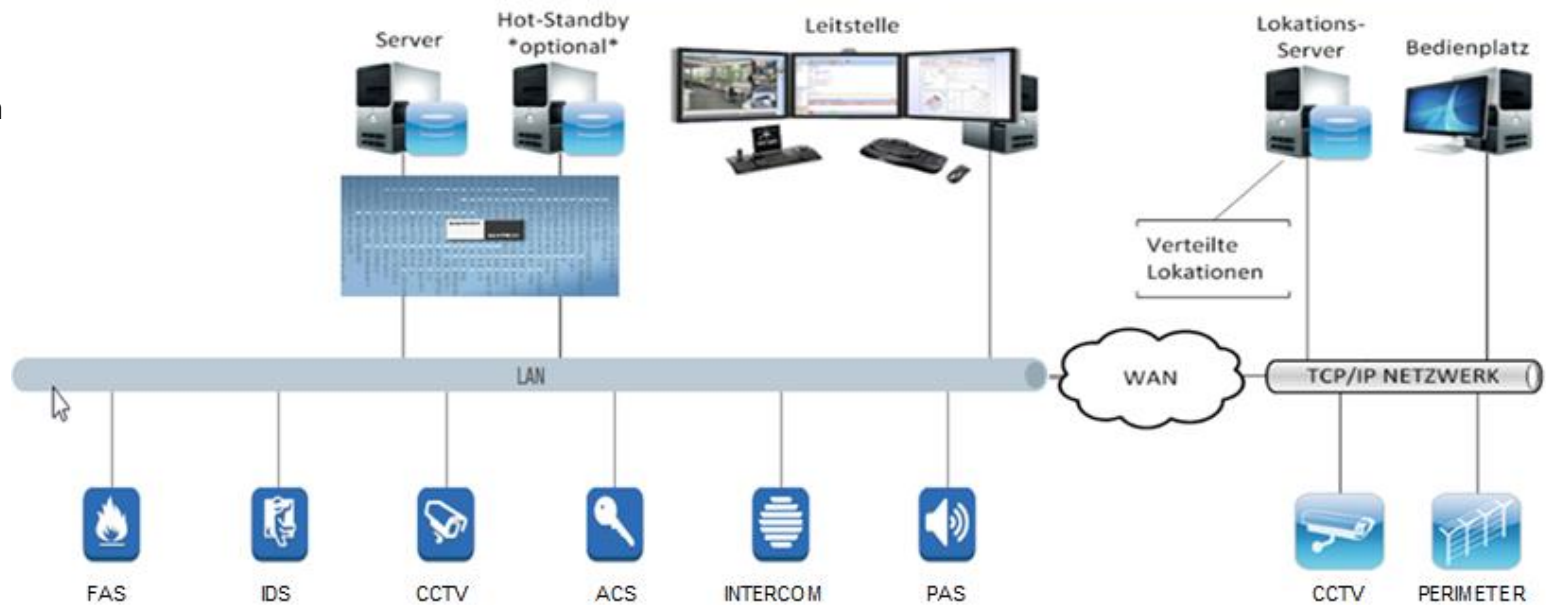 Server
Hot-Standby
*optional*
Leitstelle
Lokations-
Server
Bedienplatz
Verteilte
Lokationen
LAN
WAN
TCP/IP NETZWERK
FAS
IDS
CCTV
ACS
INTERCOM
PAS
CCTV
PERIMETER